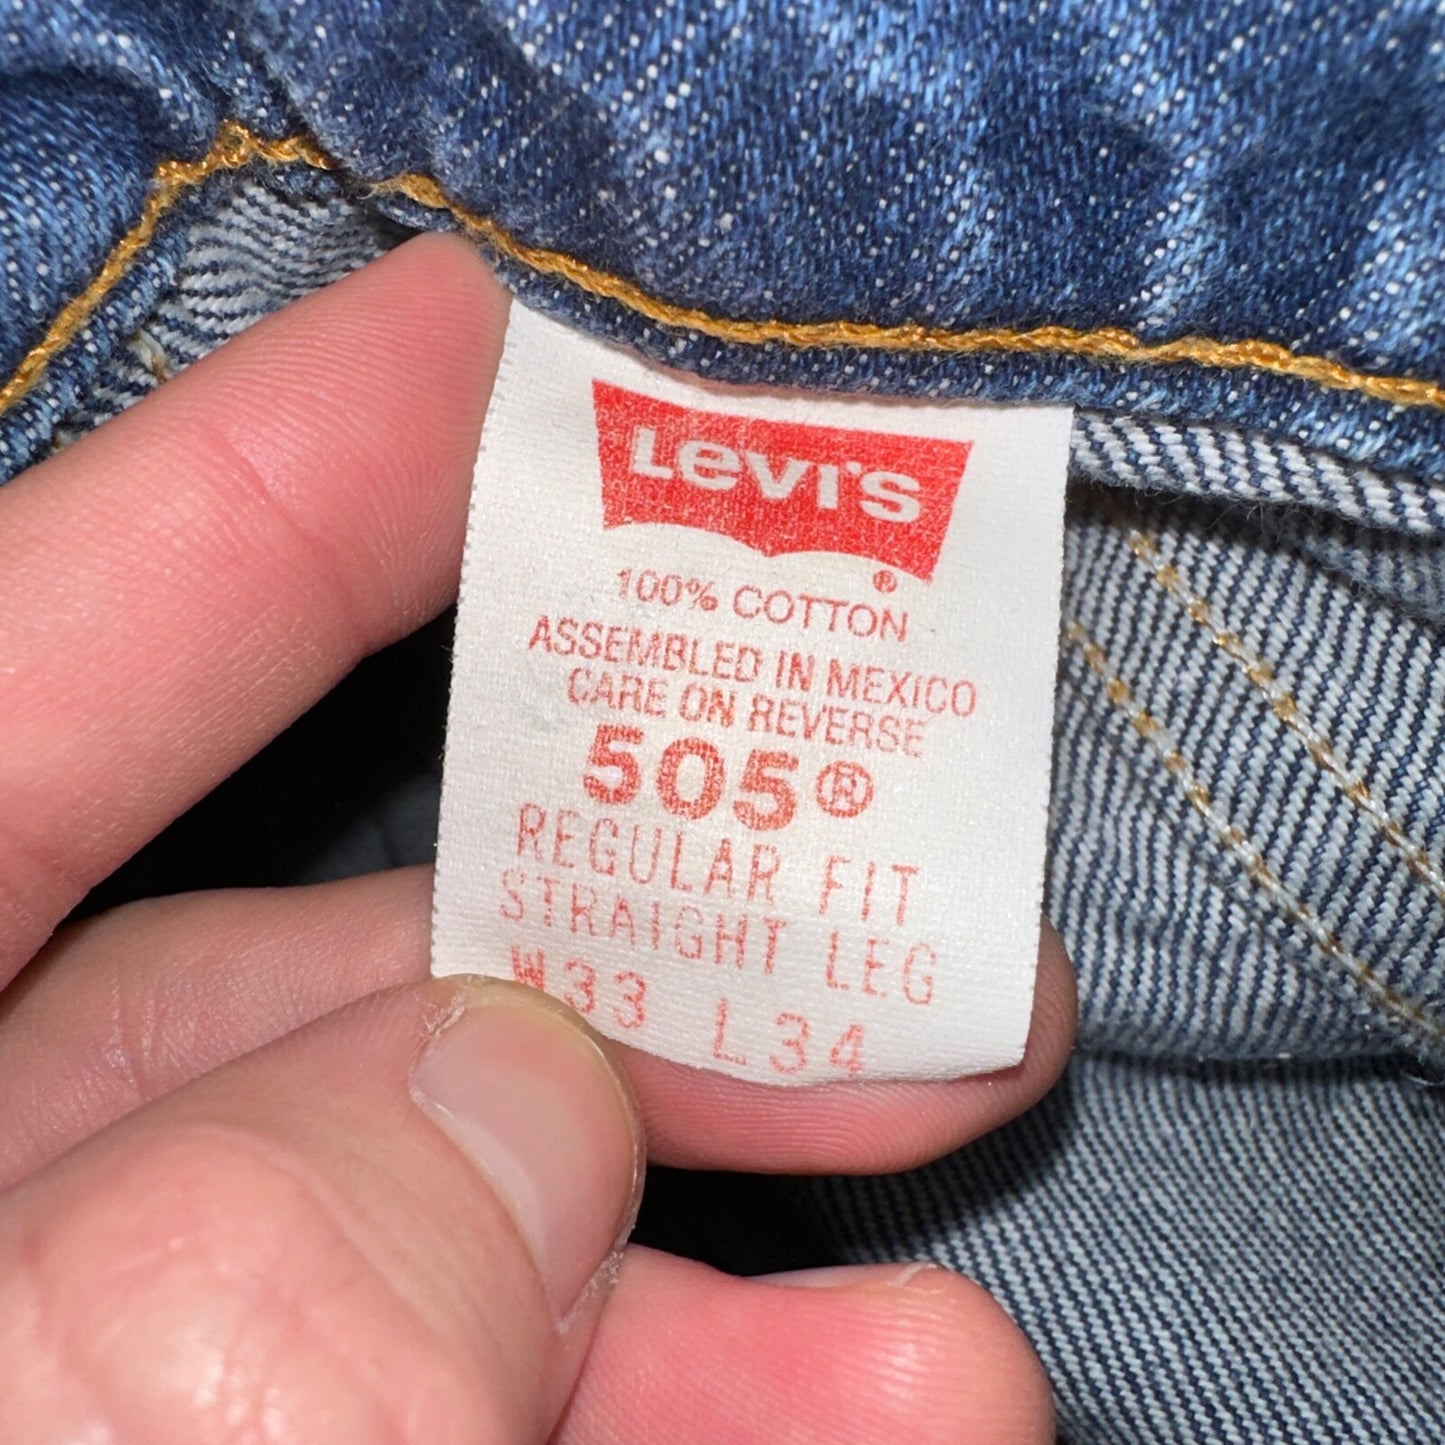 Levi's
®
100% COTTON
ASSEMBLED IN MEXICO
CARE ON REVERSE
505®
REGULAR FIT
STRAIGHT LEG
W33 L34